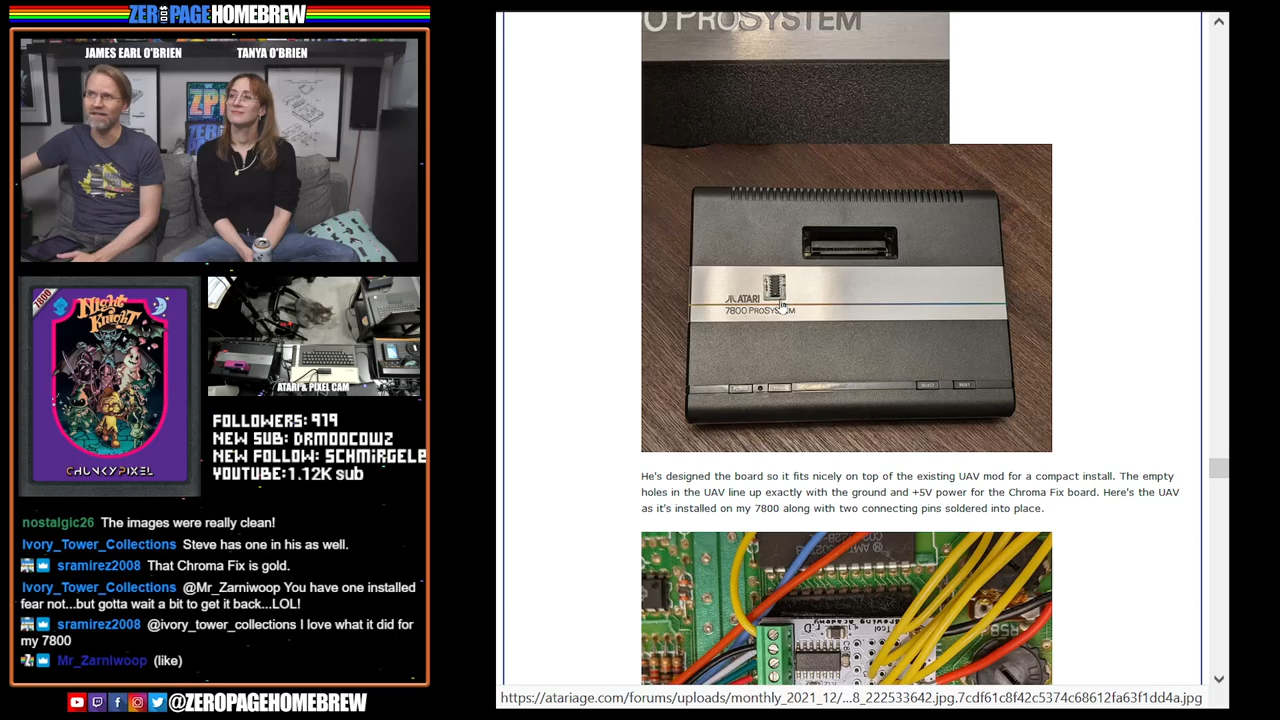 ZERO PAGE HOMEBREW
JAMES EARL O'BRIEN
TANYA O'BRIEN
ZP
7800
Night
Knight
CHUNKYPIXEL
ATARI & PIXEL CAM
FOLLOWERS: 919
NEW SUB: DRMOOCOWZ
NEW FOLLOW: SCHMIRGELB
YOUTUBE: 1.12K sub
nostalgic26 The images were really clean!
Ivory_Tower_Collections Steve has one in his as well.
sramirez2008 That Chroma Fix is gold.
Ivory_Tower_Collections @Mr_Zarniwoop You have one installed
fear not...but gotta wait a bit to get it back...LOL!
sramirez2008 @ivory_tower_collections I love what it did for
my 7800
Mr_Zarniwoop (like)
@ZEROPAGEHOMEBREW
O PROSYSTEM
ATARI
7800 PROSYSTEM
SELECT
RESET
He's designed the board so it fits nicely on top of the existing UAV mod for a compact install. The empty
holes in the UAV line up exactly with the ground and +5V power for the Chroma Fix board. Here's the UAV
as it's installed on my 7800 along with two connecting pins soldered into place.
https://atariage.com/forums/uploads/monthly_2021_12/...8_222533642.jpg.7cdf61c8f42c5374c68612fa63f1dd4a.jpg